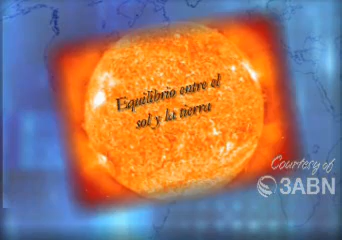 Equilibrio entre el
sol y la tierra
Courtesy of
3ABN